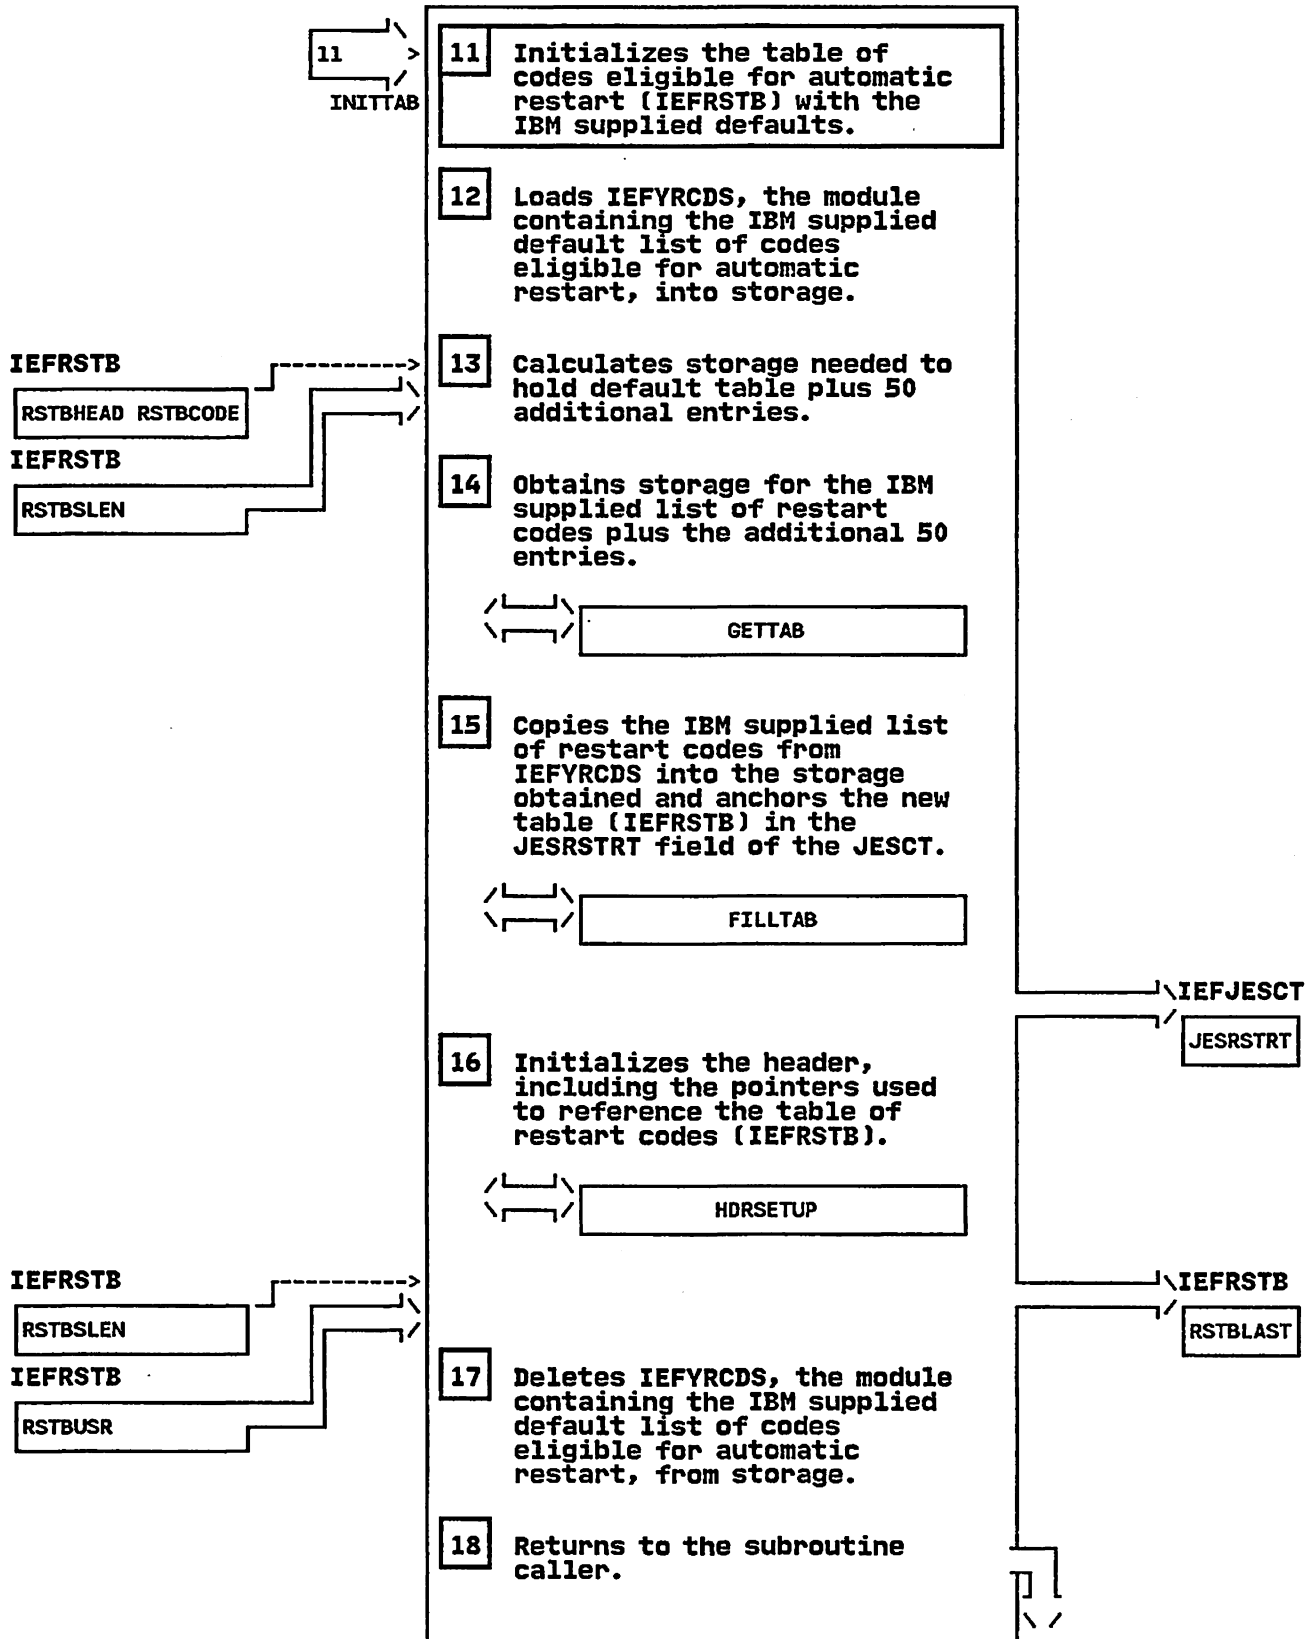 11
INITTAB
11 Initializes the table of
codes eligible for automatic
restart (IEFRSTB) with the
IBM supplied defaults.
12 Loads IEFYRCDS, the module
containing the IBM supplied
default list of codes
eligible for automatic
restart, into storage.
IEFRSTB
RSTBHEAD RSTBCODE
IEFRSTB
RSTBSLEN
13 Calculates storage needed to
hold default table plus 50
additional entries.
14 Obtains storage for the IBM
supplied list of restart
codes plus the additional 50
entries.
GETTAB
15 Copies the IBM supplied list
of restart codes from
IEFYRCDS into the storage
obtained and anchors the new
table (IEFRSTB) in the
JESRSTRT field of the JESCT.
FILLTAB
IEFJESCT
JESRSTRT
16 Initializes the header,
including the pointers used
to reference the table of
restart codes (IEFRSTB).
HDRSETUP
IEFRSTB
RSTBSLEN
IEFRSTB
RSTBUSR
IEFRSTB
RSTBLAST
17 Deletes IEFYRCDS, the module
containing the IBM supplied
default list of codes
eligible for automatic
restart, from storage.
18 Returns to the subroutine
caller.